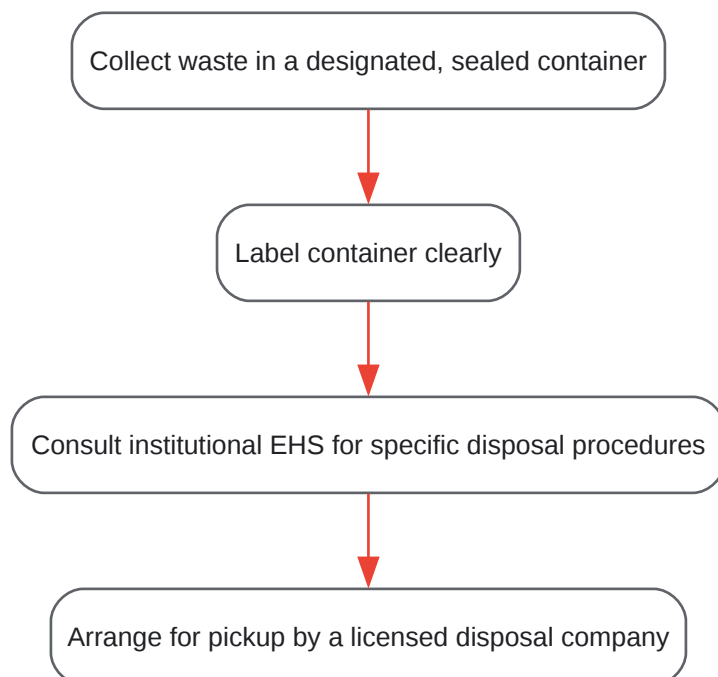 Collect waste in a designated, sealed container
Label container clearly
Consult institutional EHS for specific disposal procedures
Arrange for pickup by a licensed disposal company